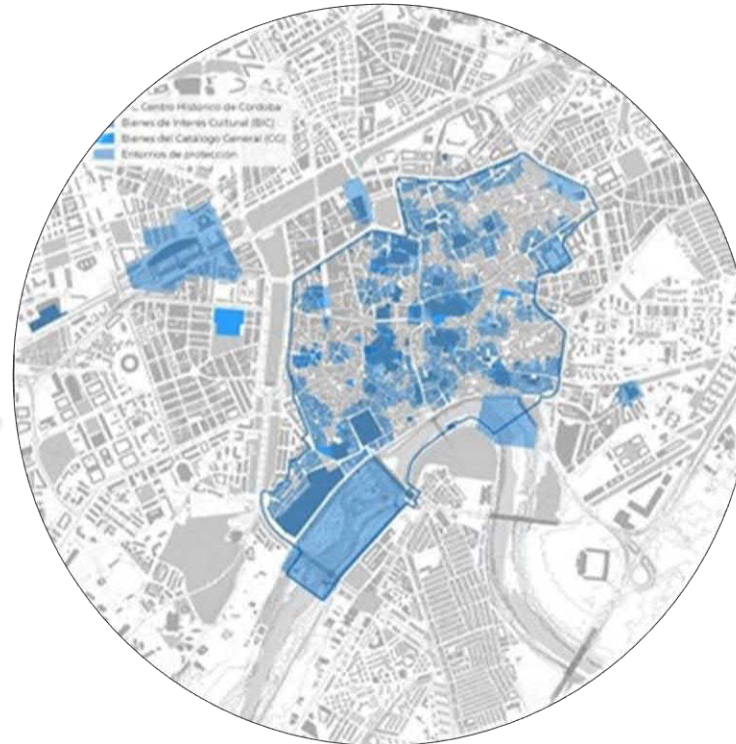 Centro Histórico de Córdoba
Bienes de Interés Cultural (BIC)
Bienes del Catálogo General (CG)
Entornos de protección